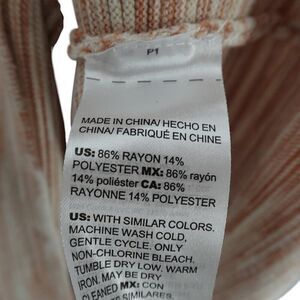 P1
MADE IN CHINA/ HECHO EN
CHINA/ FABRIQUÉ EN CHINE
US: 86% RAYON 14%
POLYESTER MX: 86% rayón
14% poliéster CA: 86%
RAYONNE 14% POLYESTER
US: WITH SIMILAR COLORS.
MACHINE WASH COLD,
GENTLE CYCLE. ONLY
NON-CHLORINE BLEACH.
TUMBLE DRY LOW. WARM
IRON. MAY BE DRY
CLEANED MX: CON
SIMILARES